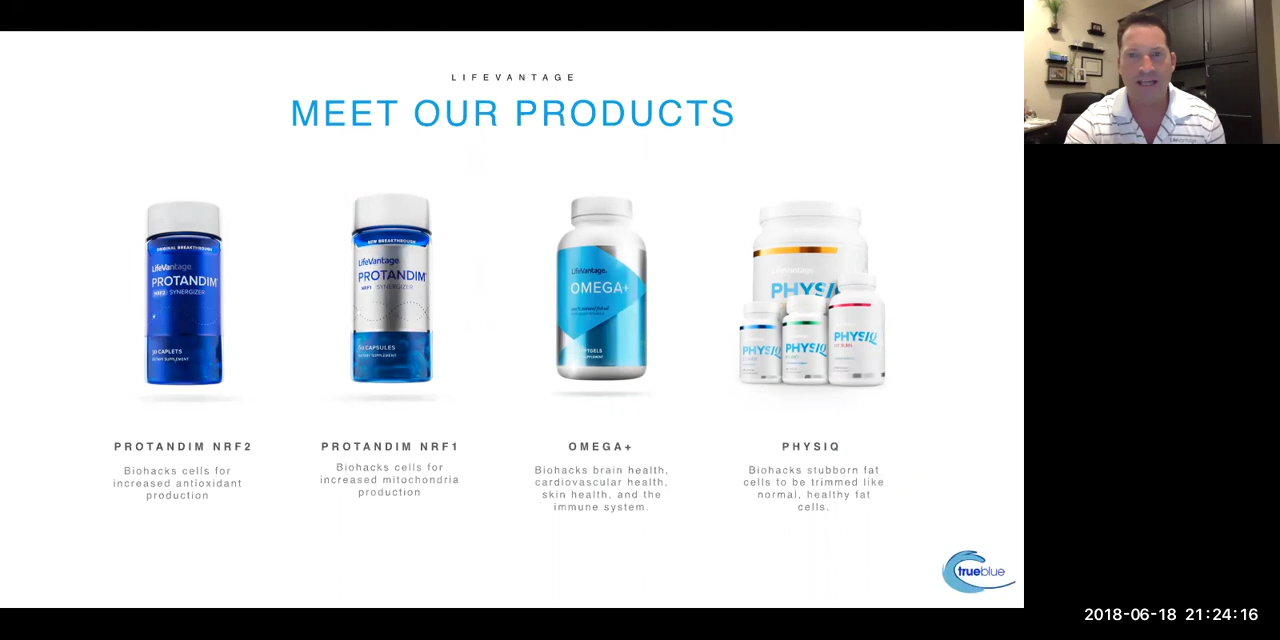 LIFEVANTAGE
MEET OUR PRODUCTS
ORIGINAL BREAKTHROUGH
LifeVantage
PROTANDIM
NRF2 SYNERGIZER
30 CAPLETS
DIETARY SUPPLEMENT
NEW BREAKTHROUGH
LifeVantage
PROTANDIM
NRF1 SYNERGIZER
CAPSULES
DIETARY SUPPLEMENT
LifeVantage
OMEGA+
PHYSIQ
PHYSIQ
PHYSIQ
PHYSIQ
FAT BURN
PROTANDIM NRF2
Biohacks cells for
increased antioxidant
production
PROTANDIM NRF1
Biohacks cells for
increased mitochondria
production
OMEGA+
Biohacks brain health,
cardiovascular health,
skin health, and the
immune system.
PHYSIQ
Biohacks stubborn fat
cells to be trimmed like
normal, healthy fat
cells.
trueblue
2018-06-18 21:24:16